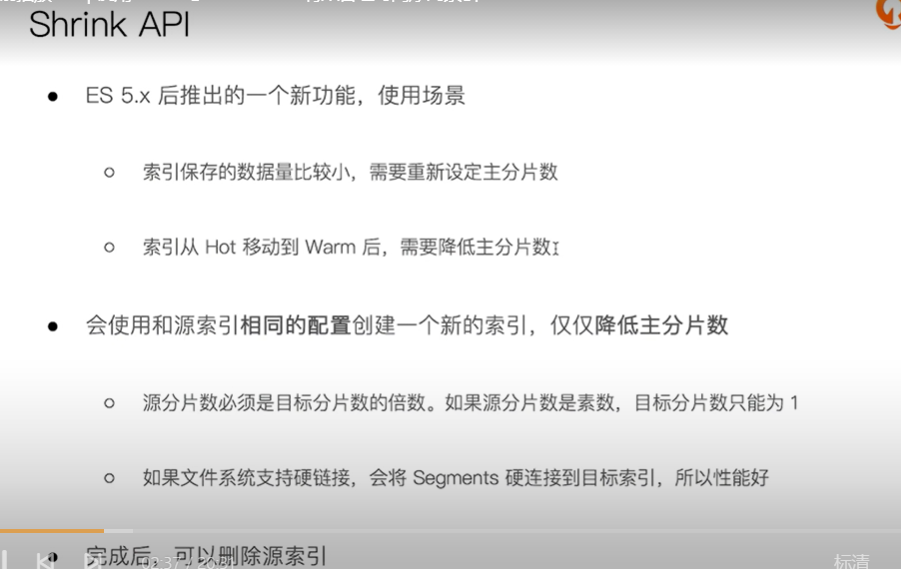 Shrink API
ES 5.x 后推出的一个新功能，使用场景
索引保存的数据量比较小，需要重新设定主分片数
索引从 Hot 移动到 Warm 后，需要降低主分片数
会使用和源索引相同的配置创建一个新的索引，仅仅降低主分片数
源分片数必须是目标分片数的倍数。如果源分片数是素数，目标分片数只能为 1
如果文件系统支持硬链接，会将 Segments 硬连接到目标索引，所以性能好
完成后，可以删除源索引
标清